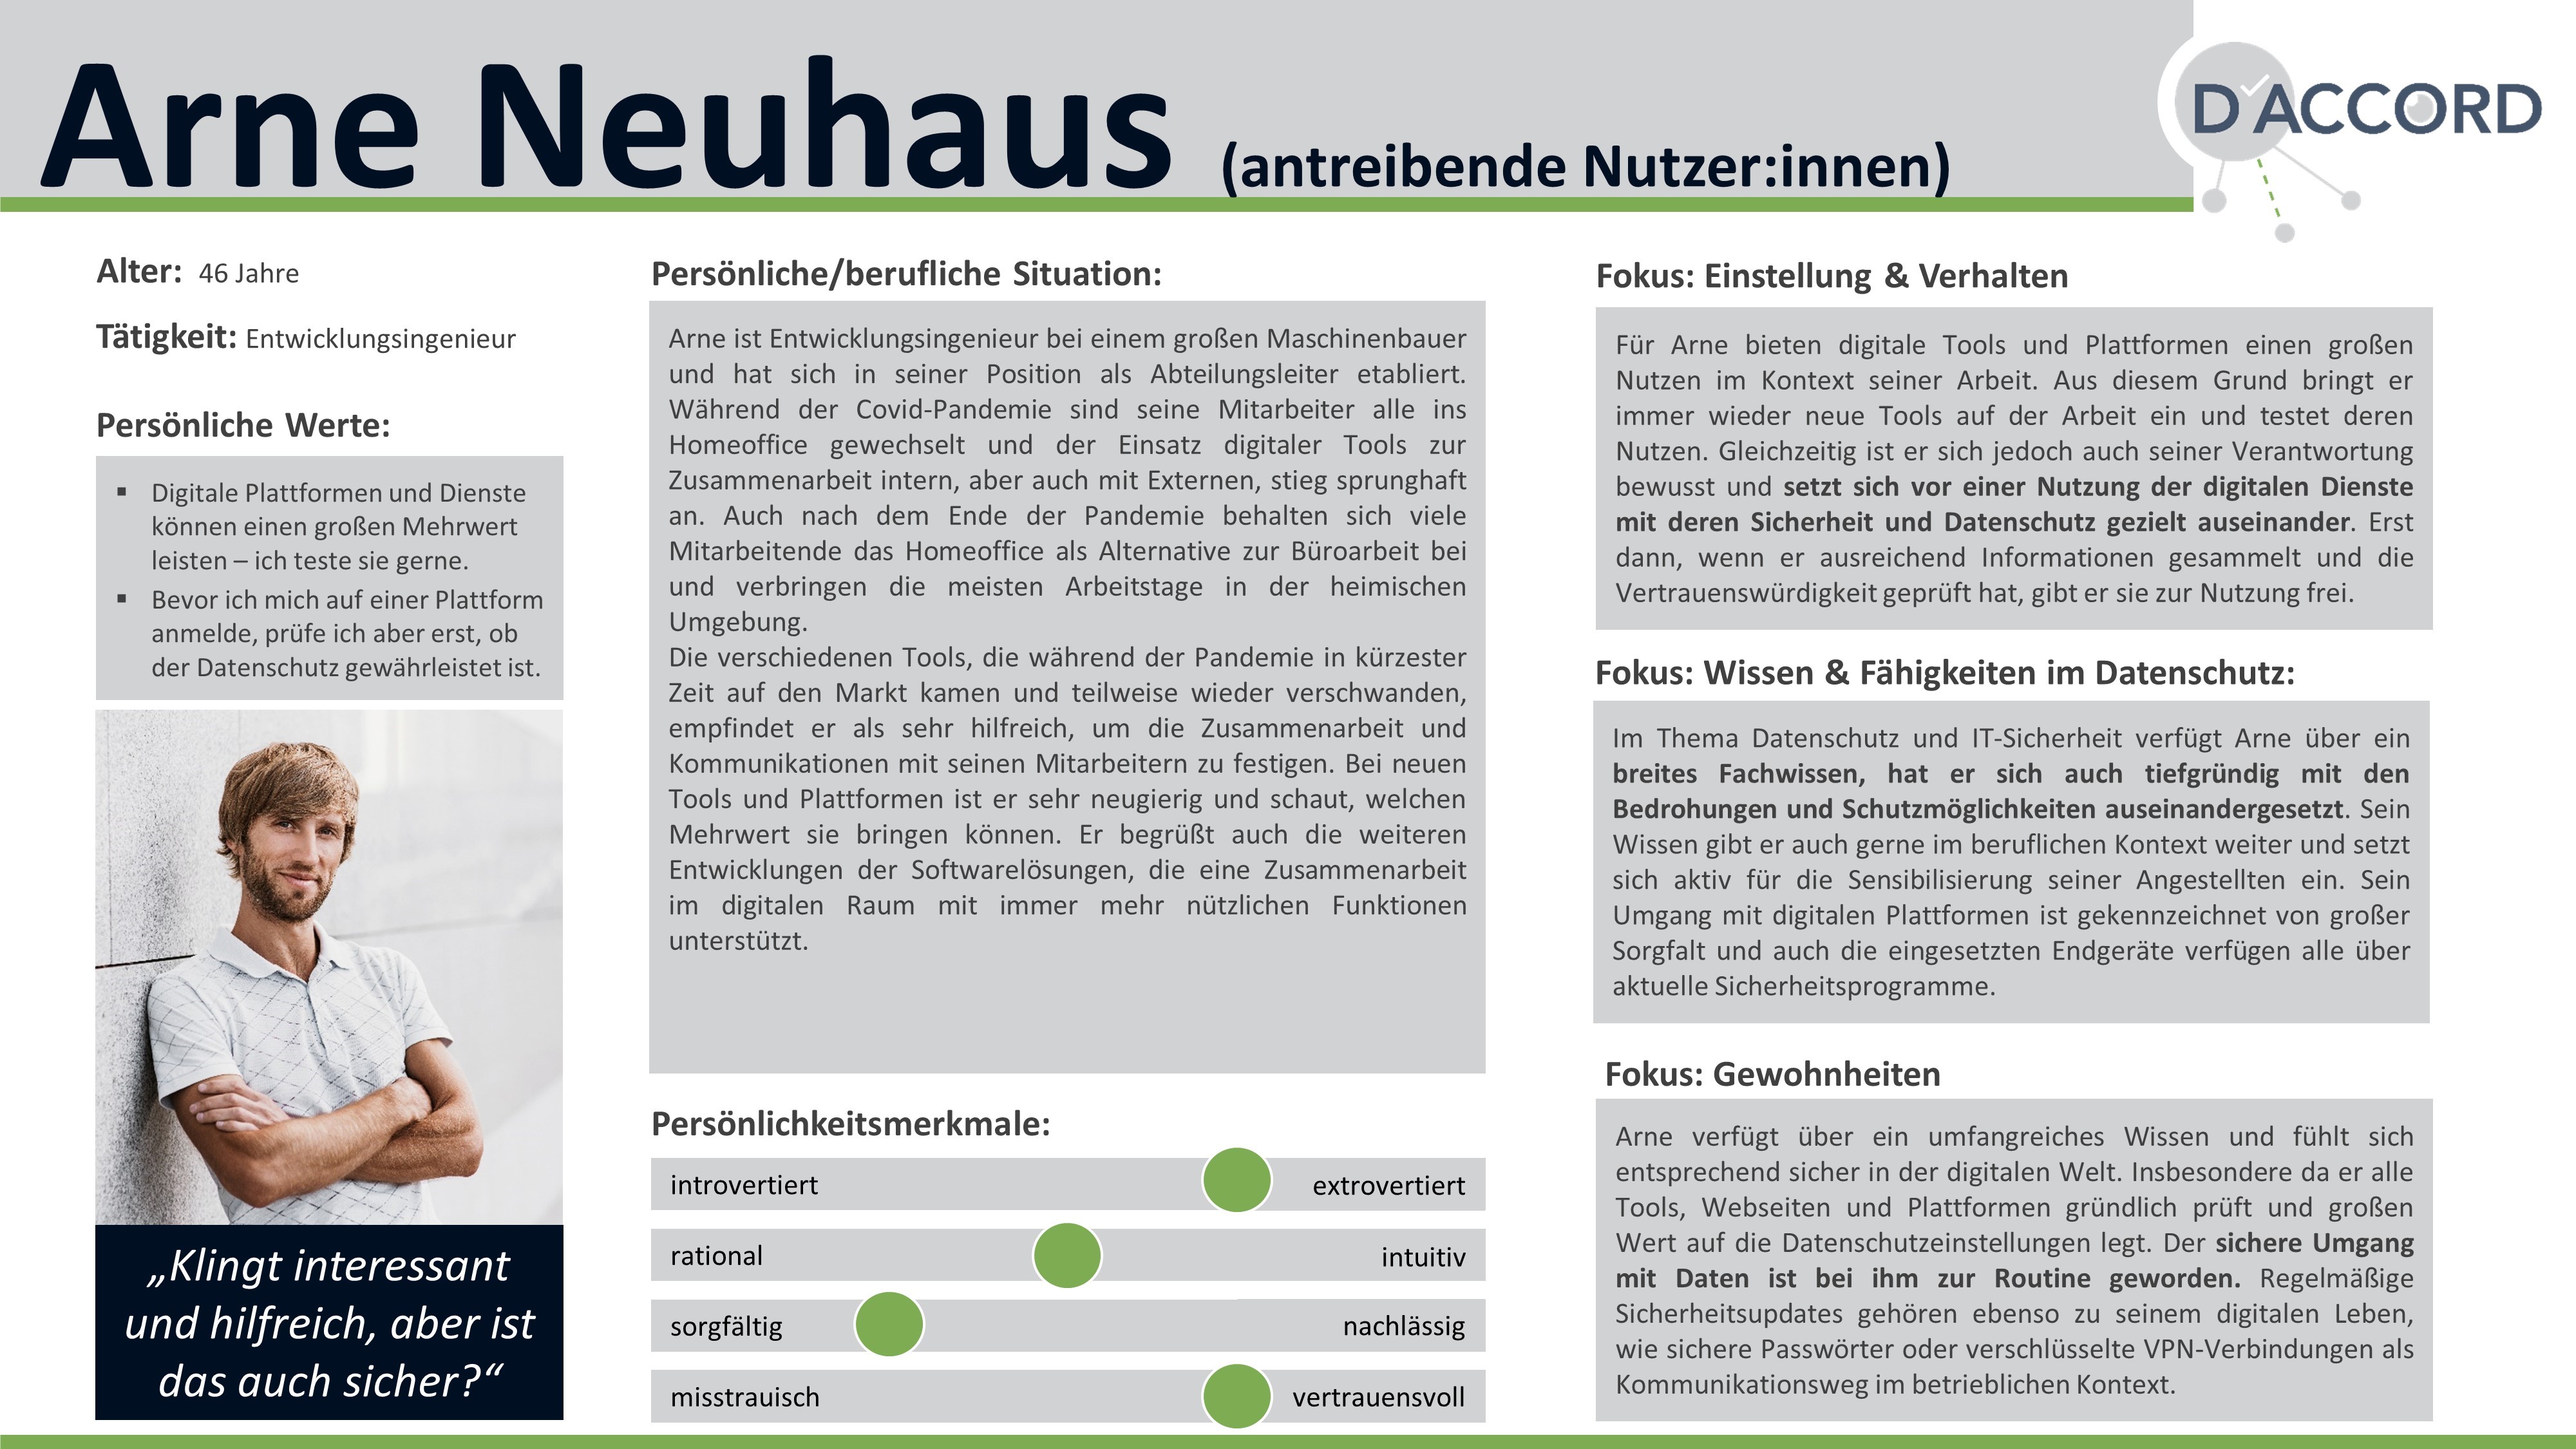 Arne Neuhaus (antreibende Nutzer:innen)
D'ACCORD
Alter: 46 Jahre
Tätigkeit: Entwicklungsingenieur
Persönliche Werte:
▪ Digitale Plattformen und Dienste
können einen großen Mehrwert
leisten – ich teste sie gerne.
▪ Bevor ich mich auf einer Plattform
anmelde, prüfe ich aber erst, ob
der Datenschutz gewährleistet ist.
„Klingt interessant
und hilfreich, aber ist
das auch sicher?“
Persönliche/berufliche Situation:
Arne ist Entwicklungsingenieur bei einem großen Maschinenbauer
und hat sich in seiner Position als Abteilungsleiter etabliert.
Während der Covid-Pandemie sind seine Mitarbeiter alle ins
Homeoffice gewechselt und der Einsatz digitaler Tools zur
Zusammenarbeit intern, aber auch mit Externen, stieg sprunghaft
an. Auch nach dem Ende der Pandemie behalten sich viele
Mitarbeitende das Homeoffice als Alternative zur Büroarbeit bei
und verbringen die meisten Arbeitstage in der heimischen
Umgebung.
Die verschiedenen Tools, die während der Pandemie in kürzester
Zeit auf den Markt kamen und teilweise wieder verschwanden,
empfindet er als sehr hilfreich, um die Zusammenarbeit und
Kommunikationen mit seinen Mitarbeitern zu festigen. Bei neuen
Tools und Plattformen ist er sehr neugierig und schaut, welchen
Mehrwert sie bringen können. Er begrüßt auch die weiteren
Entwicklungen der Softwarelösungen, die eine Zusammenarbeit
im digitalen Raum mit immer mehr nützlichen Funktionen
unterstützt.
Persönlichkeitsmerkmale:
introvertiert extrovertiert
rational intuitiv
sorgfältig nachlässig
misstrauisch vertrauensvoll
Fokus: Einstellung & Verhalten
Für Arne bieten digitale Tools und Plattformen einen großen
Nutzen im Kontext seiner Arbeit. Aus diesem Grund bringt er
immer wieder neue Tools auf der Arbeit ein und testet deren
Nutzen. Gleichzeitig ist er sich jedoch auch seiner Verantwortung
bewusst und setzt sich vor einer Nutzung der digitalen Dienste
mit deren Sicherheit und Datenschutz gezielt auseinander. Erst
dann, wenn er ausreichend Informationen gesammelt und die
Vertrauenswürdigkeit geprüft hat, gibt er sie zur Nutzung frei.
Fokus: Wissen & Fähigkeiten im Datenschutz:
Im Thema Datenschutz und IT-Sicherheit verfügt Arne über ein
breites Fachwissen, hat er sich auch tiefgründig mit den
Bedrohungen und Schutzmöglichkeiten auseinandergesetzt. Sein
Wissen gibt er auch gerne im beruflichen Kontext weiter und setzt
sich aktiv für die Sensibilisierung seiner Angestellten ein. Sein
Umgang mit digitalen Plattformen ist gekennzeichnet von großer
Sorgfalt und auch die eingesetzten Endgeräte verfügen alle über
aktuelle Sicherheitsprogramme.
Fokus: Gewohnheiten
Arne verfügt über ein umfangreiches Wissen und fühlt sich
entsprechend sicher in der digitalen Welt. Insbesondere da er alle
Tools, Webseiten und Plattformen gründlich prüft und großen
Wert auf die Datenschutzeinstellungen legt. Der sichere Umgang
mit Daten ist bei ihm zur Routine geworden. Regelmäßige
Sicherheitsupdates gehören ebenso zu seinem digitalen Leben,
wie sichere Passwörter oder verschlüsselte VPN-Verbindungen als
Kommunikationsweg im betrieblichen Kontext.